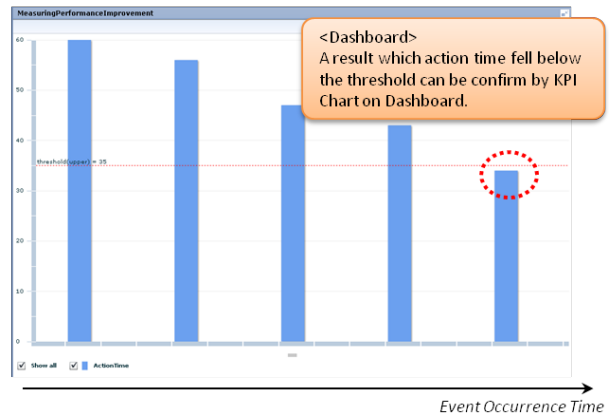 MeasuringPerformanceImprovement
<Dashboard>
A result which action time fell below
the threshold can be confirm by KPI
Chart on Dashboard.
60
50
40
threshold(upper) = 35
30
20
10
0
Show all
ActionTime
Event Occurrence Time